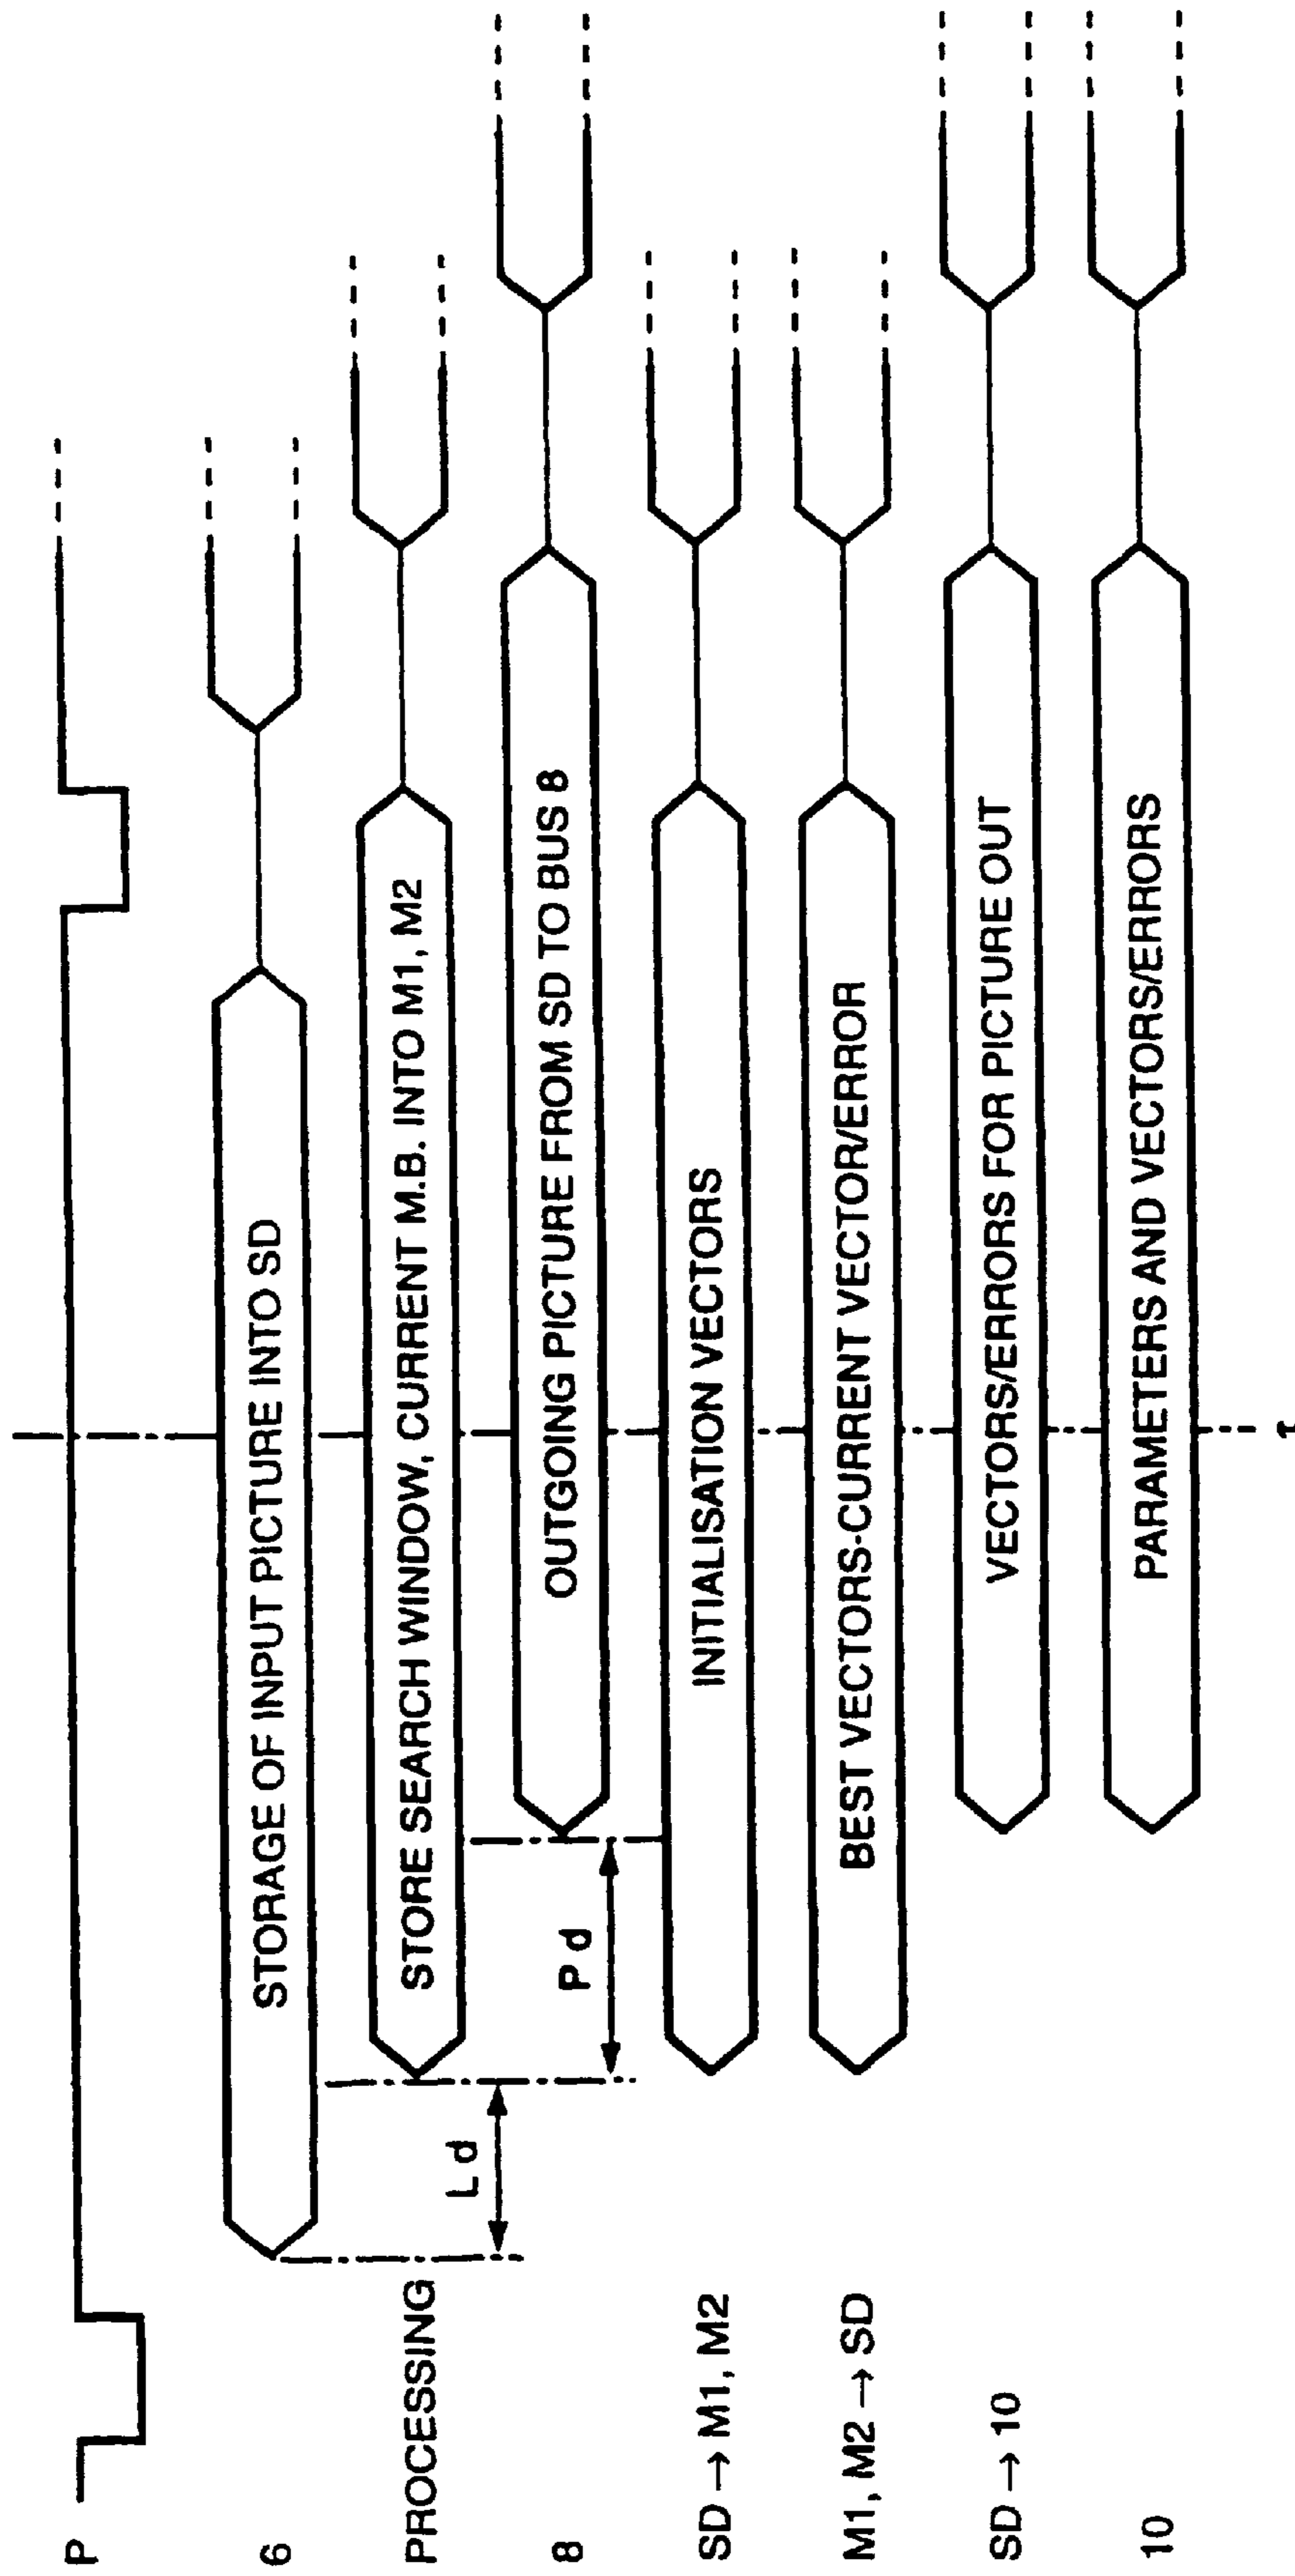 P
6
STORAGE OF INPUT PICTURE INTO SD
PROCESSING
STORE SEARCH WINDOW, CURRENT M.B. INTO M1, M2
L d
8
OUTGOING PICTURE FROM SD TO BUS 8
P d
SD → M1, M2
INITIALISATION VECTORS
M1, M2 → SD
BEST VECTORS-CURRENT VECTOR/ERROR
SD → 10
VECTORS/ERRORS FOR PICTURE OUT
10
PARAMETERS AND VECTORS/ERRORS